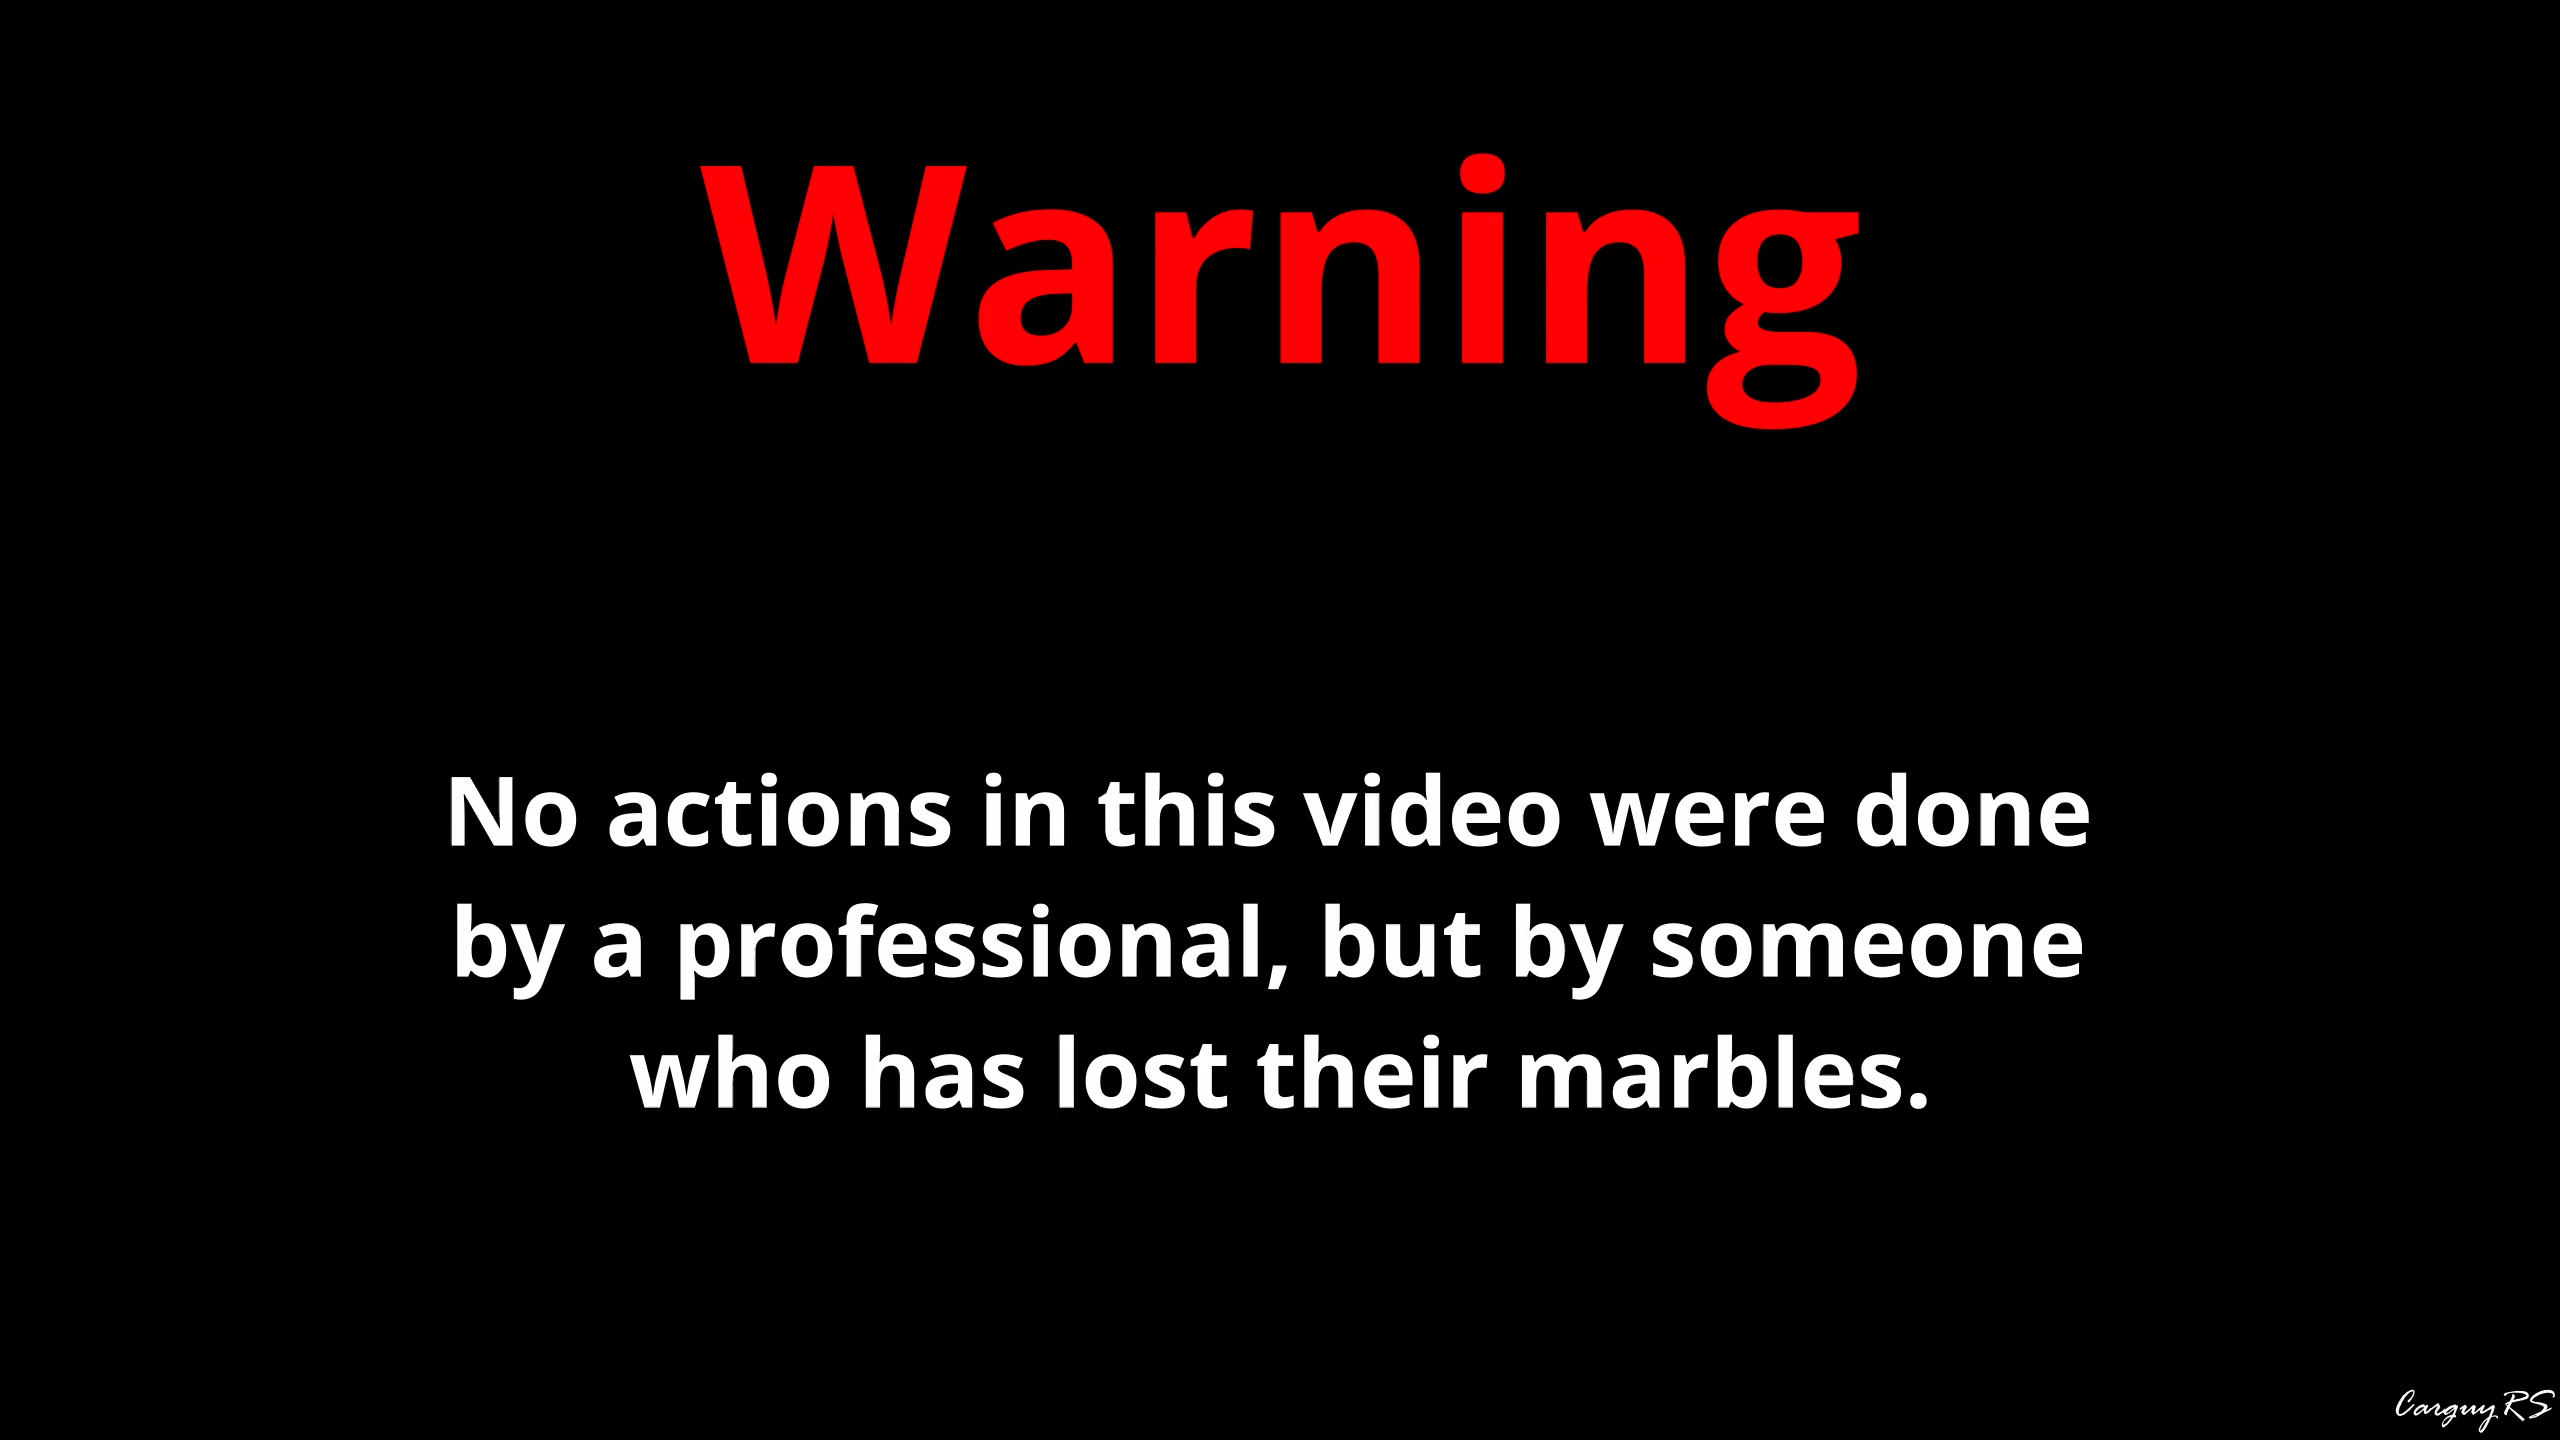 Warning
No actions in this video were done
by a professional, but by someone
who has lost their marbles.
Carguy RS